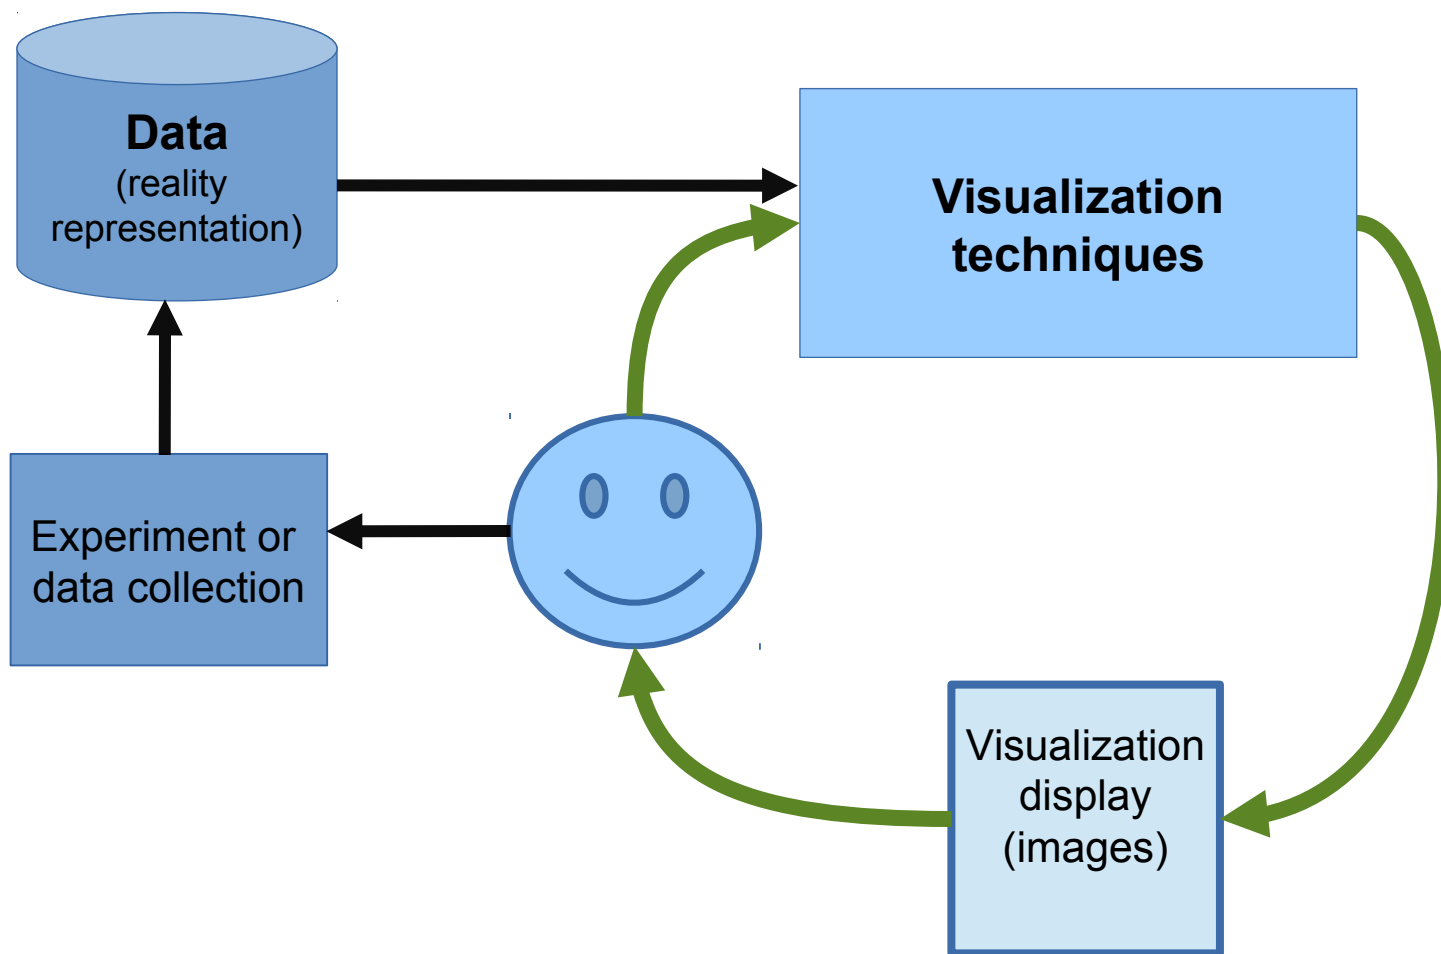 Data
(reality
representation)
Visualization
techniques
Experiment or
data collection
Visualization
display
(images)